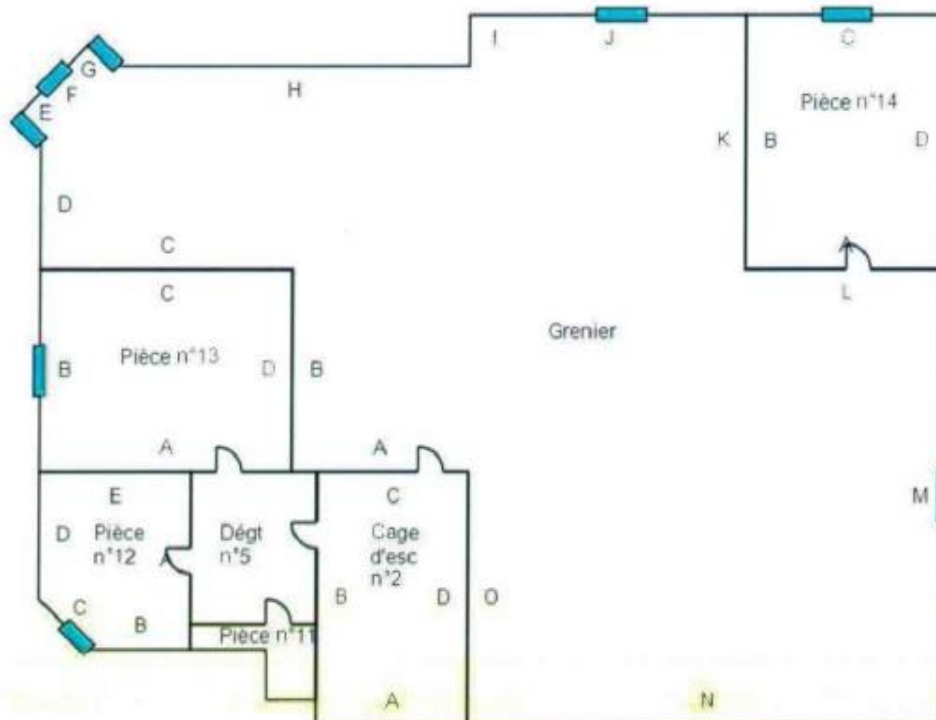 I
J
C
G
F
H
Pièce n°14
E
K
B
D
D
A
C
C
L
Grenier
Pièce n°13
B
D
B
A
A
E
C
M
D
Pièce
n°12
A
Dégt
n°5
Cage
d'esc
n°2
B
D
O
C
B
Pièce n°11
A
N